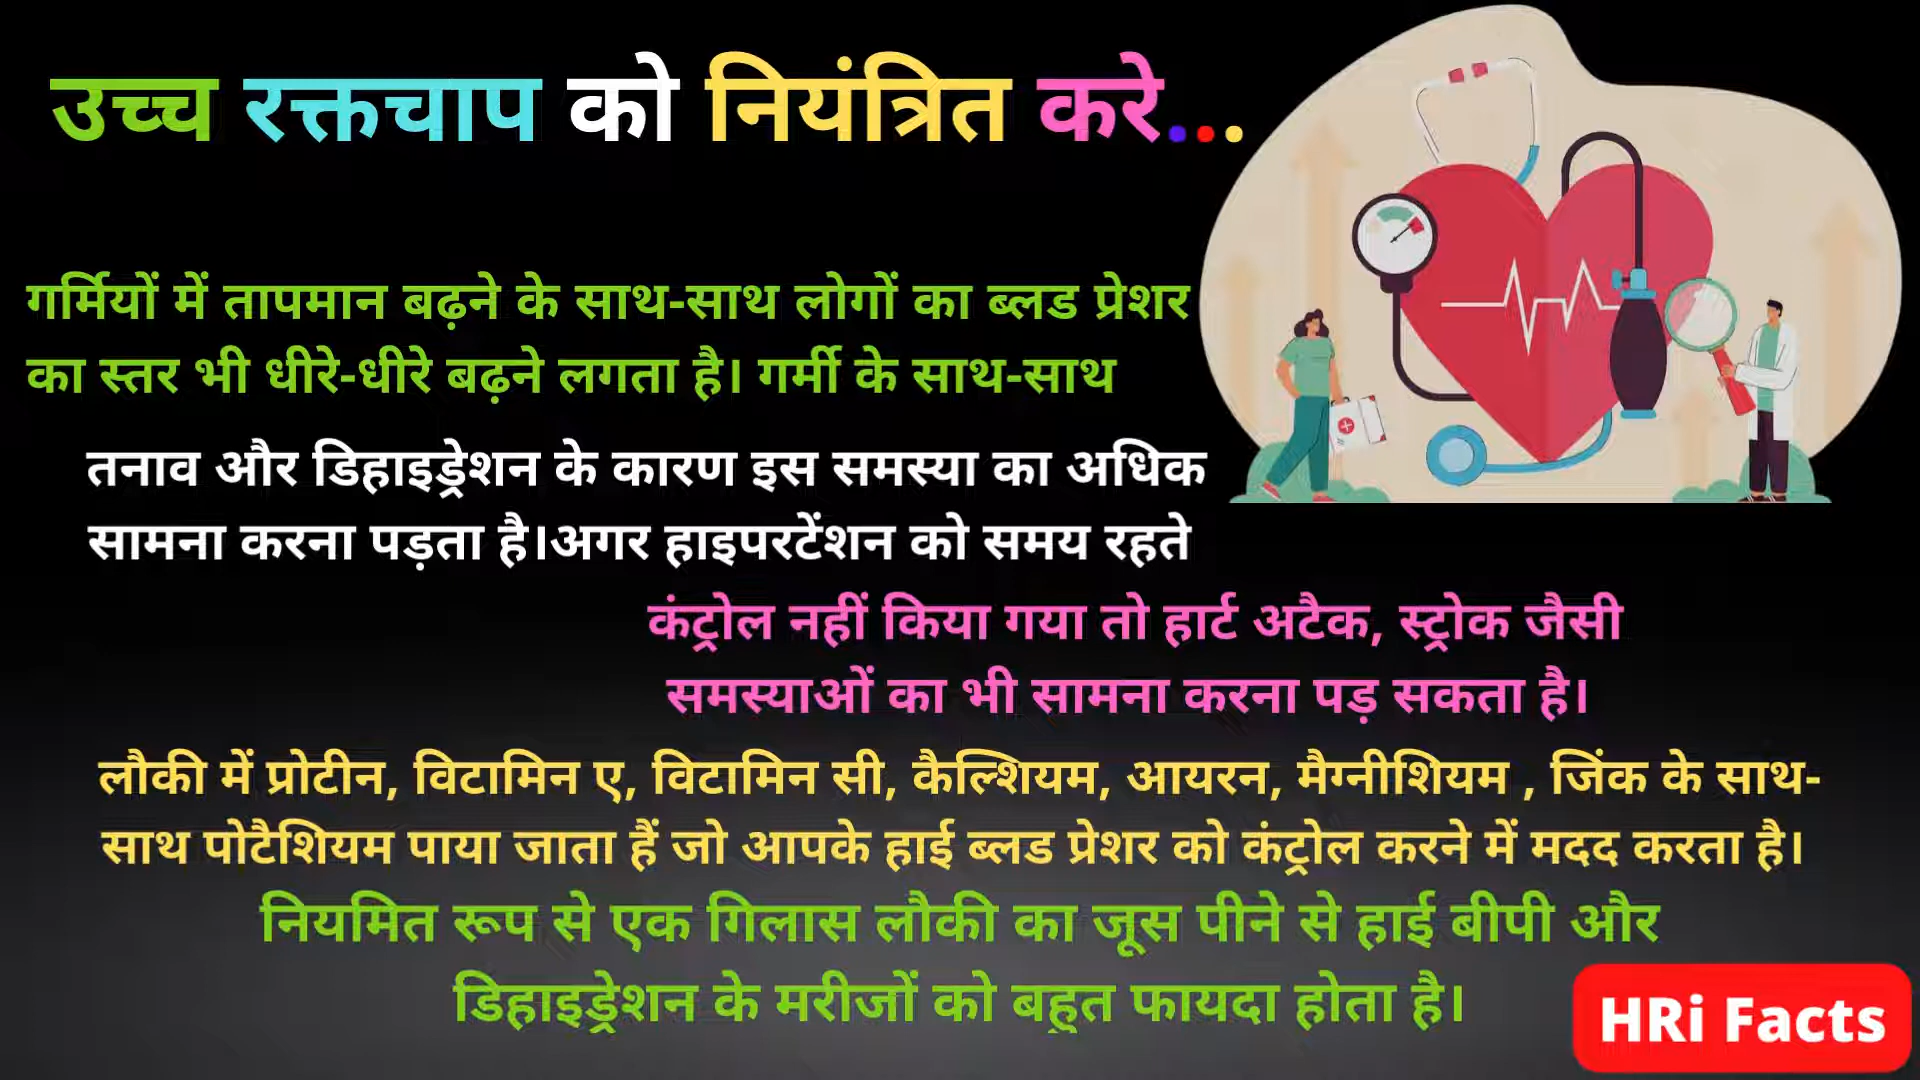 उच्च रक्तचाप को नियंत्रित करे...
गर्मियों में तापमान बढ़ने के साथ-साथ लोगों का ब्लड प्रेशर
का स्तर भी धीरे-धीरे बढ़ने लगता है। गर्मी के साथ-साथ
तनाव और डिहाइड्रेशन के कारण इस समस्या का अधिक
सामना करना पड़ता है।अगर हाइपरटेंशन को समय रहते
कंट्रोल नहीं किया गया तो हार्ट अटैक, स्ट्रोक जैसी
समस्याओं का भी सामना करना पड़ सकता है।
लौकी में प्रोटीन, विटामिन ए, विटामिन सी, कैल्शियम, आयरन, मैग्नीशियम , जिंक के साथ-
साथ पोटैशियम पाया जाता हैं जो आपके हाई ब्लड प्रेशर को कंट्रोल करने में मदद करता है।
नियमित रूप से एक गिलास लौकी का जूस पीने से हाई बीपी और
डिहाइड्रेशन के मरीजों को बहुत फायदा होता है।
HRi Facts